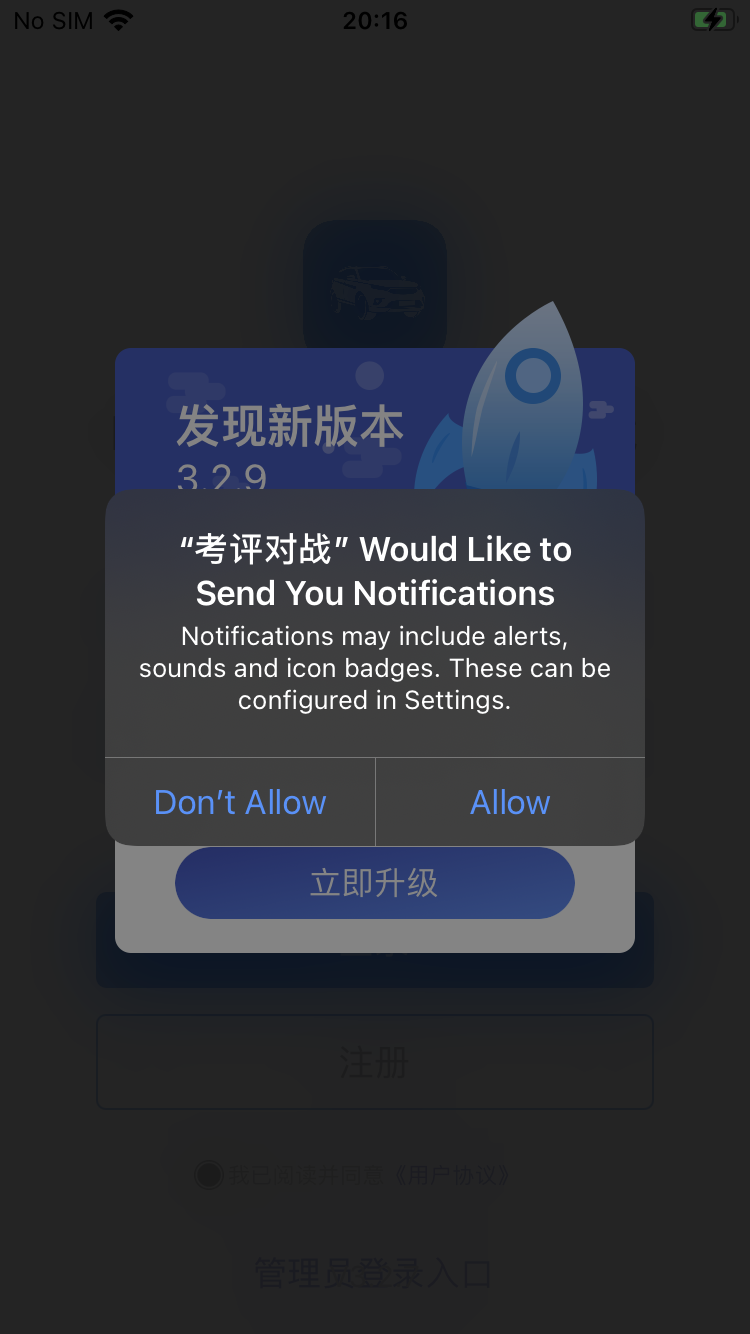 No SIM
20:16
发现新版本
3.2.9
“考评对战” Would Like to
Send You Notifications
Notifications may include alerts,
sounds and icon badges. These can be
configured in Settings.
Don’t Allow
Allow
立即升级
注册
我已阅读并同意《用户协议》
管理员登录入口